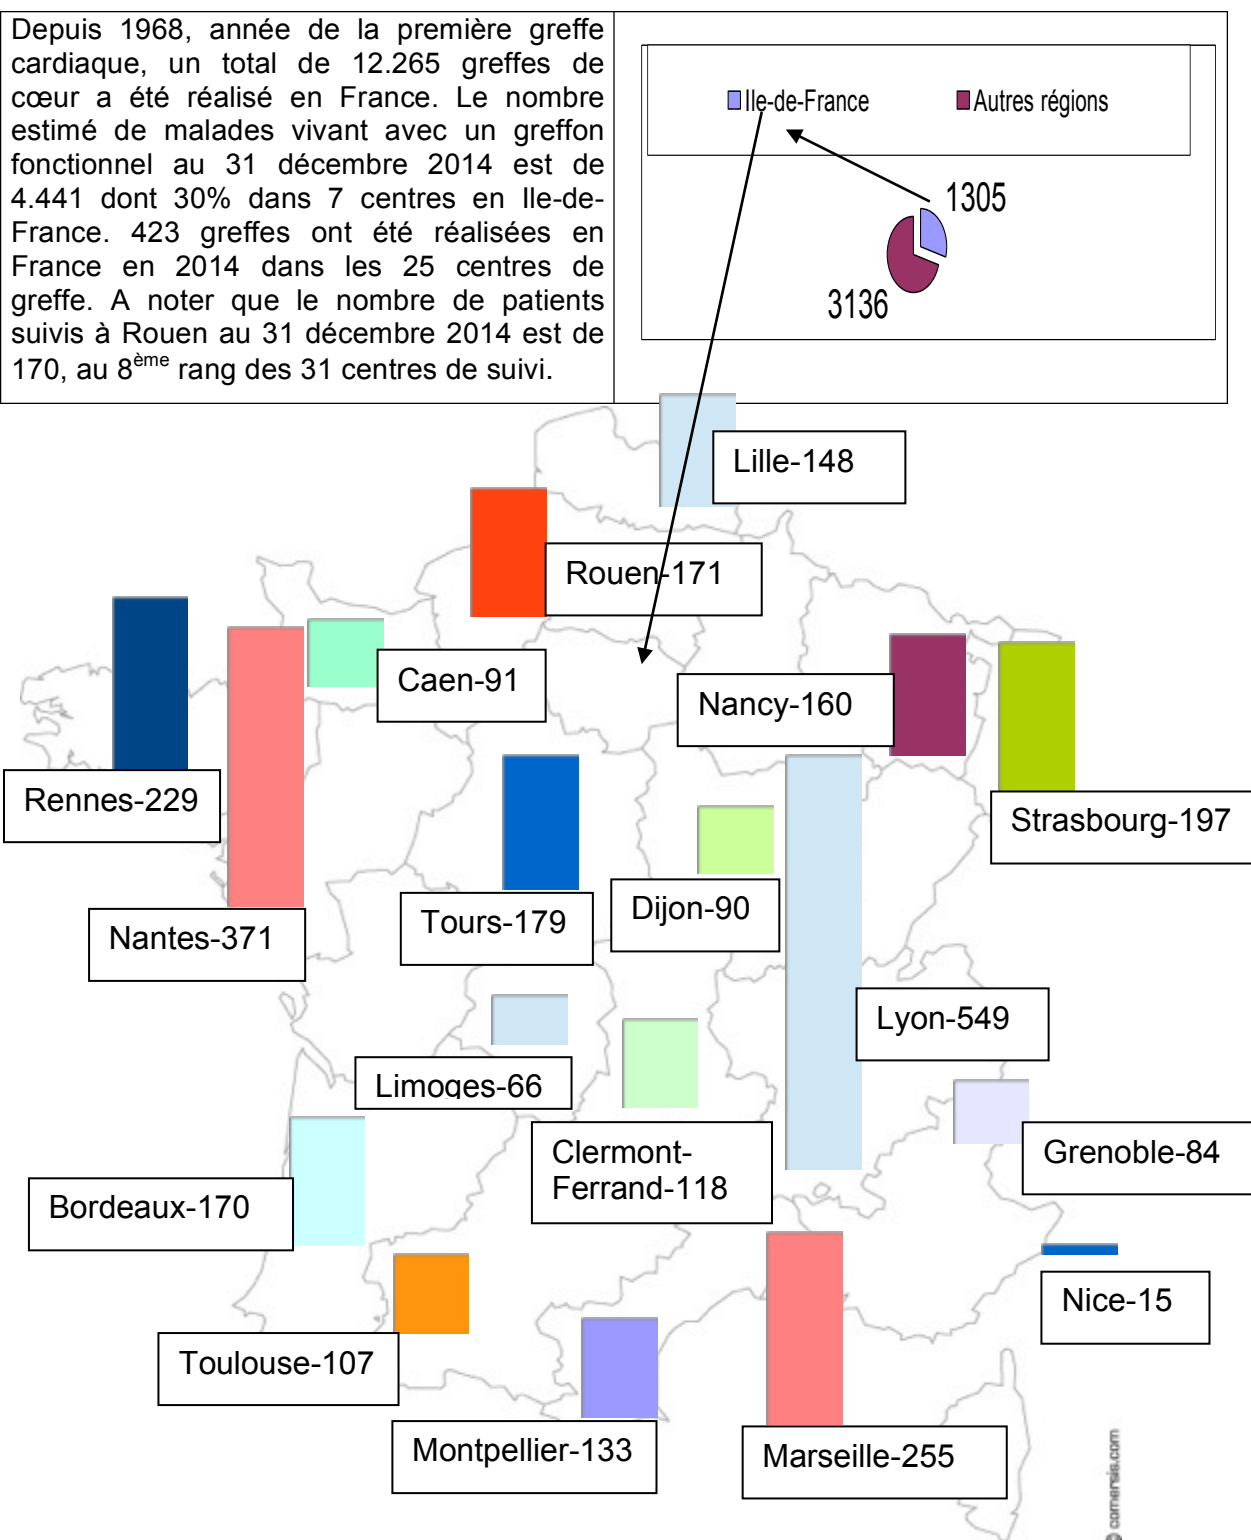 Depuis 1968, année de la première greffe
cardiaque, un total de 12.265 greffes de
cœur a été réalisé en France. Le nombre
estimé de malades vivant avec un greffon
fonctionnel au 31 décembre 2014 est de
4.441 dont 30% dans 7 centres en Ile-de-
France. 423 greffes ont été réalisées en
France en 2014 dans les 25 centres de
greffe. A noter que le nombre de patients
suivis à Rouen au 31 décembre 2014 est de
170, au 8ème rang des 31 centres de suivi.
Ile-de-France
Autres régions
1305
3136
Lille-148
Rouen-171
Caen-91
Nancy-160
Rennes-229
Strasbourg-197
Nantes-371
Tours-179
Dijon-90
Lyon-549
Limoges-66
Clermont-
Ferrand-118
Grenoble-84
Bordeaux-170
Nice-15
Toulouse-107
Montpellier-133
Marseille-255
© comersis.com